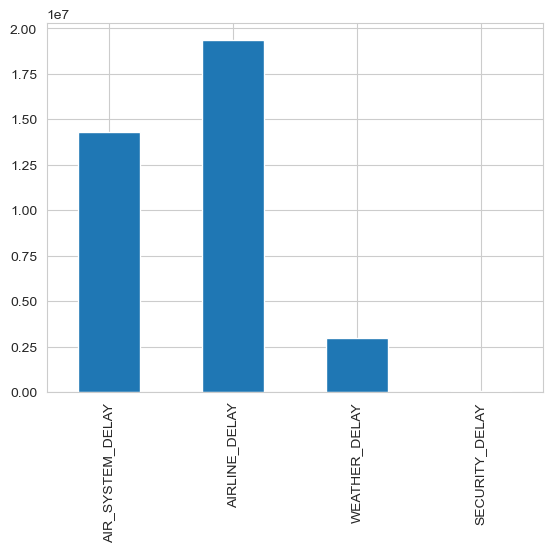 1e7
2.00
1.75
1.50
1.25
1.00
0.75
0.50
0.25
0.00
AIR_SYSTEM_DELAY
AIRLINE_DELAY
WEATHER_DELAY
SECURITY_DELAY